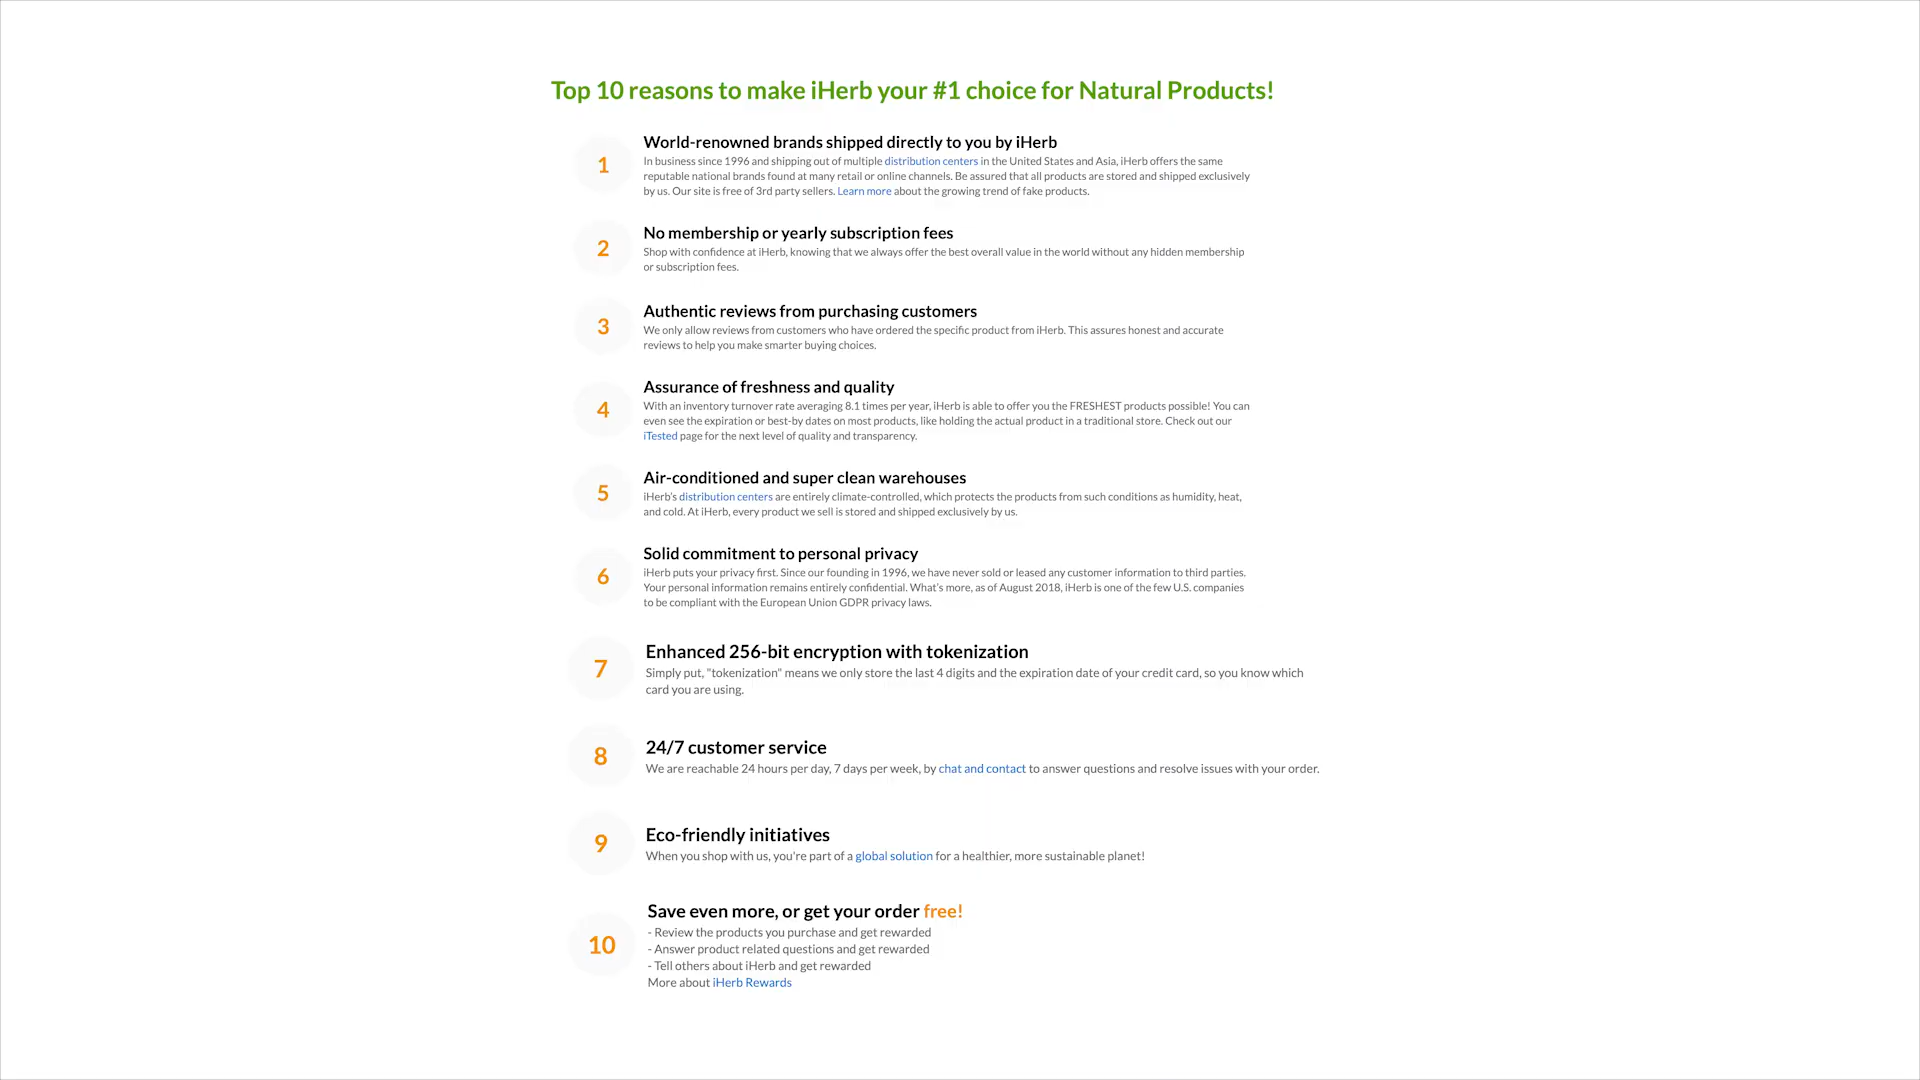 Top 10 reasons to make iHerb your #1 choice for Natural Products!
1
World-renowned brands shipped directly to you by iHerb
In business since 1996 and shipping out of multiple distribution centers in the United States and Asia, iHerb offers the same
reputable national brands found at many retail or online channels. Be assured that all products are stored and shipped exclusively
by us. Our site is free of 3rd party sellers. Learn more about the growing trend of fake products.
2
No membership or yearly subscription fees
Shop with confidence at iHerb, knowing that we always offer the best overall value in the world without any hidden membership
or subscription fees.
3
Authentic reviews from purchasing customers
We only allow reviews from customers who have ordered the specific product from iHerb. This assures honest and accurate
reviews to help you make smarter buying choices.
4
Assurance of freshness and quality
With an inventory turnover rate averaging 8.1 times per year, iHerb is able to offer you the FRESHEST products possible! You can
even see the expiration or best-by dates on most products, like holding the actual product in a traditional store. Check out our
iTested page for the next level of quality and transparency.
5
Air-conditioned and super clean warehouses
iHerb's distribution centers are entirely climate-controlled, which protects the products from such conditions as humidity, heat,
and cold. At iHerb, every product we sell is stored and shipped exclusively by us.
6
Solid commitment to personal privacy
iHerb puts your privacy first. Since our founding in 1996, we have never sold or leased any customer information to third parties.
Your personal information remains entirely confidential. What's more, as of August 2018, iHerb is one of the few U.S. companies
to be compliant with the European Union GDPR privacy laws.
7
Enhanced 256-bit encryption with tokenization
Simply put, "tokenization" means we only store the last 4 digits and the expiration date of your credit card, so you know which
card you are using.
8
24/7 customer service
We are reachable 24 hours per day, 7 days per week, by chat and contact to answer questions and resolve issues with your order.
9
Eco-friendly initiatives
When you shop with us, you're part of a global solution for a healthier, more sustainable planet!
10
Save even more, or get your order free!
- Review the products you purchase and get rewarded
- Answer product related questions and get rewarded
- Tell others about iHerb and get rewarded
More about iHerb Rewards